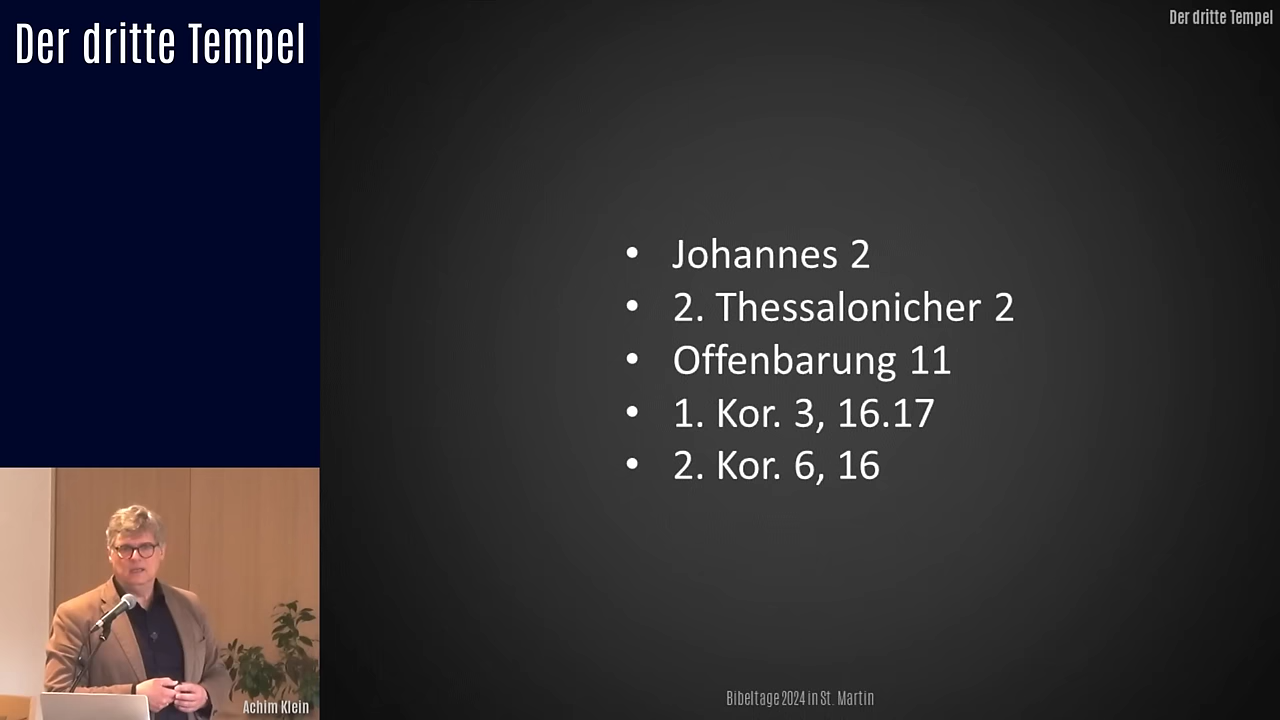 Der dritte Tempel
Der dritte Tempel
• Johannes 2
• 2. Thessalonicher 2
• Offenbarung 11
• 1. Kor. 3, 16.17
• 2. Kor. 6, 16
Achim Klein
Bibeltage 2024 in St. Martin